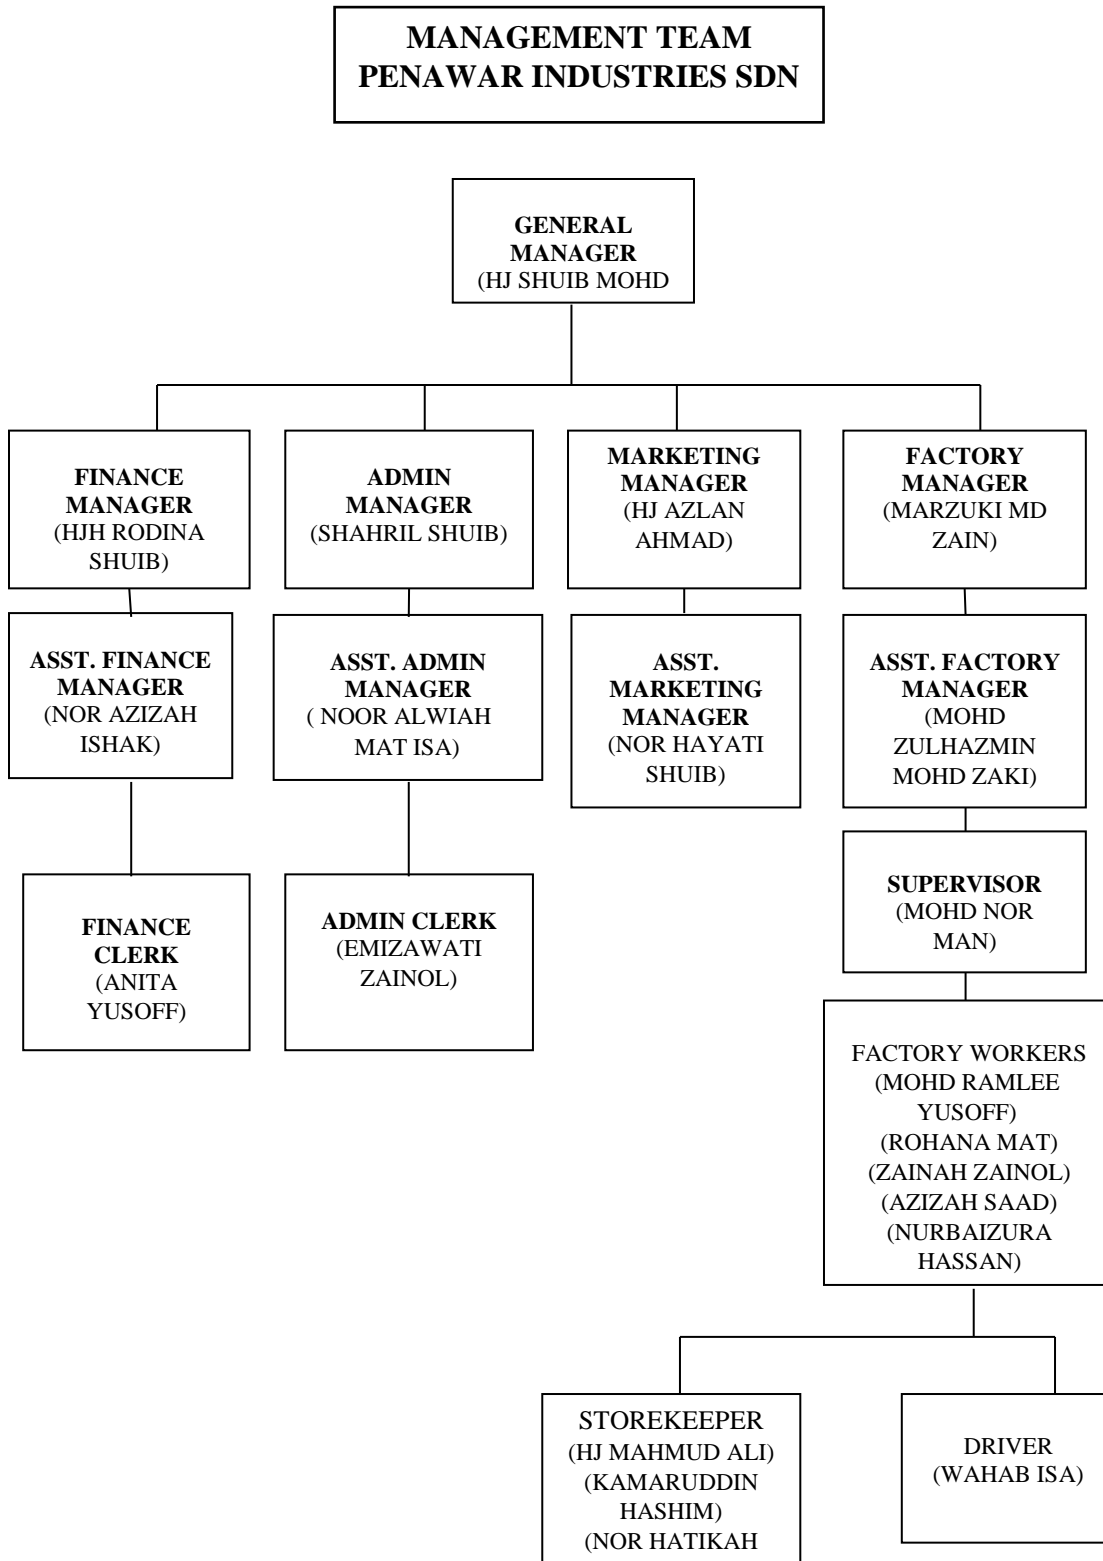 MANAGEMENT TEAM
PENAWAR INDUSTRIES SDN
GENERAL
MANAGER
(HJ SHUIB MOHD
FINANCE
MANAGER
(HJH RODINA
SHUIB)
ADMIN
MANAGER
(SHAHRIL SHUIB)
MARKETING
MANAGER
(HJ AZLAN
AHMAD)
FACTORY
MANAGER
(MARZUKI MD
ZAIN)
ASST. FINANCE
MANAGER
(NOR AZIZAH
ISHAK)
ASST. ADMIN
MANAGER
( NOOR ALWIAH
MAT ISA)
ASST.
MARKETING
MANAGER
(NOR HAYATI
SHUIB)
ASST. FACTORY
MANAGER
(MOHD
ZULHAZMIN
MOHD ZAKI)
SUPERVISOR
(MOHD NOR
MAN)
FINANCE
CLERK
(ANITA
YUSOFF)
ADMIN CLERK
(EMIZAWATI
ZAINOL)
FACTORY WORKERS
(MOHD RAMLEE
YUSOFF)
(ROHANA MAT)
(ZAINAH ZAINOL)
(AZIZAH SAAD)
(NURBAIZURA
HASSAN)
STOREKEEPER
(HJ MAHMUD ALI)
(KAMARUDDIN
HASHIM)
(NOR HATIKAH
DRIVER
(WAHAB ISA)